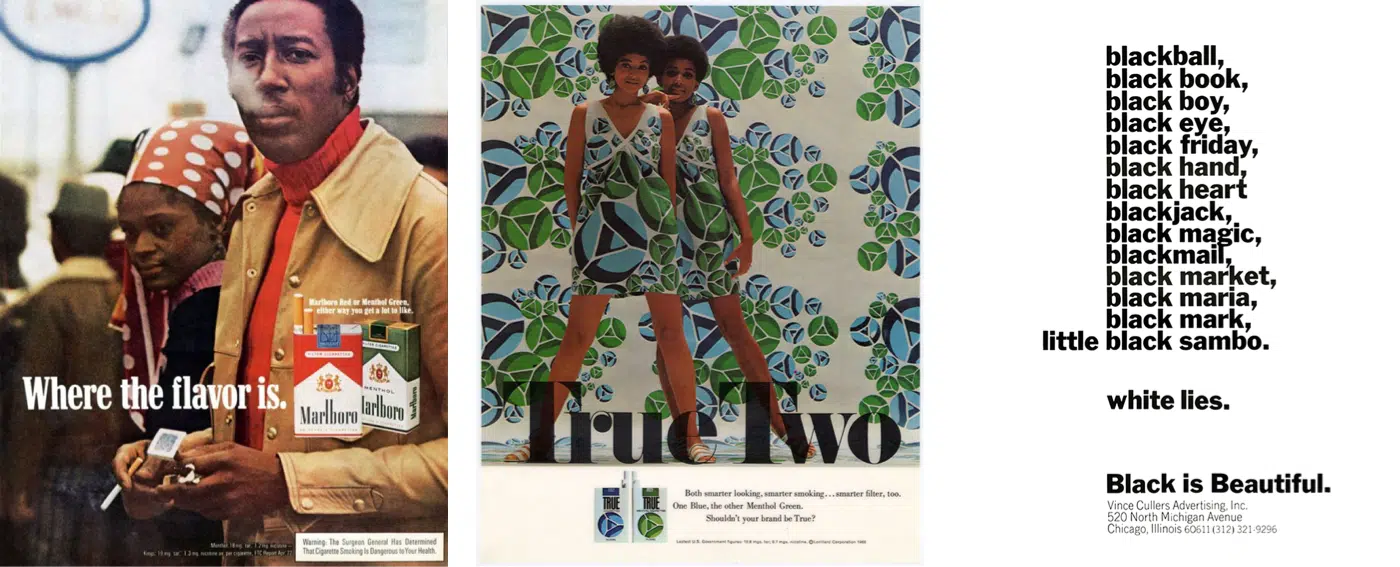 Marlboro Red or Menthol Green,
either way you get a lot to like.
Where the flavor is.
FILTER CIGARETTES
Marlboro
MENTHOL
Marlboro
Marlboro
Warning: The Surgeon General Has Determined
That Cigarette Smoking Is Dangerous to Your Health.
True Two
TRUE
TRUE
Both smarter looking, smarter smoking...smarter filter, too.
One Blue, the other Menthol Green.
Shouldn't your brand be True?
blackball,
black book,
black boy,
black eye,
black friday,
black hand,
black heart
blackjack,
black magic,
blackmail,
black market,
black maria,
black mark,
little black sambo.
white lies.
Black is Beautiful.
Vince Cullers Advertising, Inc.
520 North Michigan Avenue
Chicago, Illinois 60611 (312) 321-9296